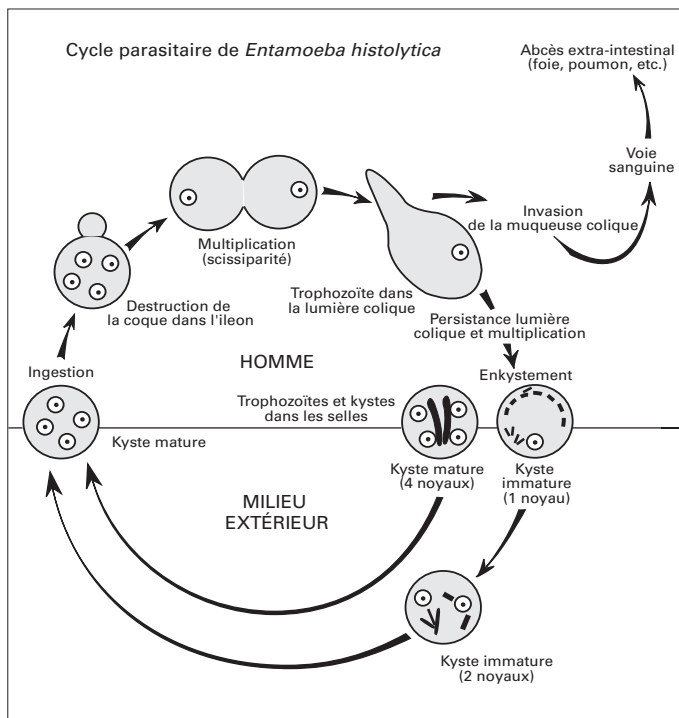 Cycle parasitaire de Entamoeba histolytica
Abcès extra-intestinal
(foie, poumon, etc.)
Voie
sanguine
Invasion
de la muqueuse colique
Multiplication
(scissiparité)
Trophozoïte dans
la lumière colique
Destruction de
la coque dans l'ileon
Persistance lumière
colique et multiplication
HOMME
Ingestion
Enkystement
Trophozoïtes et kystes
dans les selles
Kyste mature
Kyste mature
(4 noyaux)
Kyste
immature
(1 noyau)
MILIEU
EXTÉRIEUR
Kyste immature
(2 noyaux)